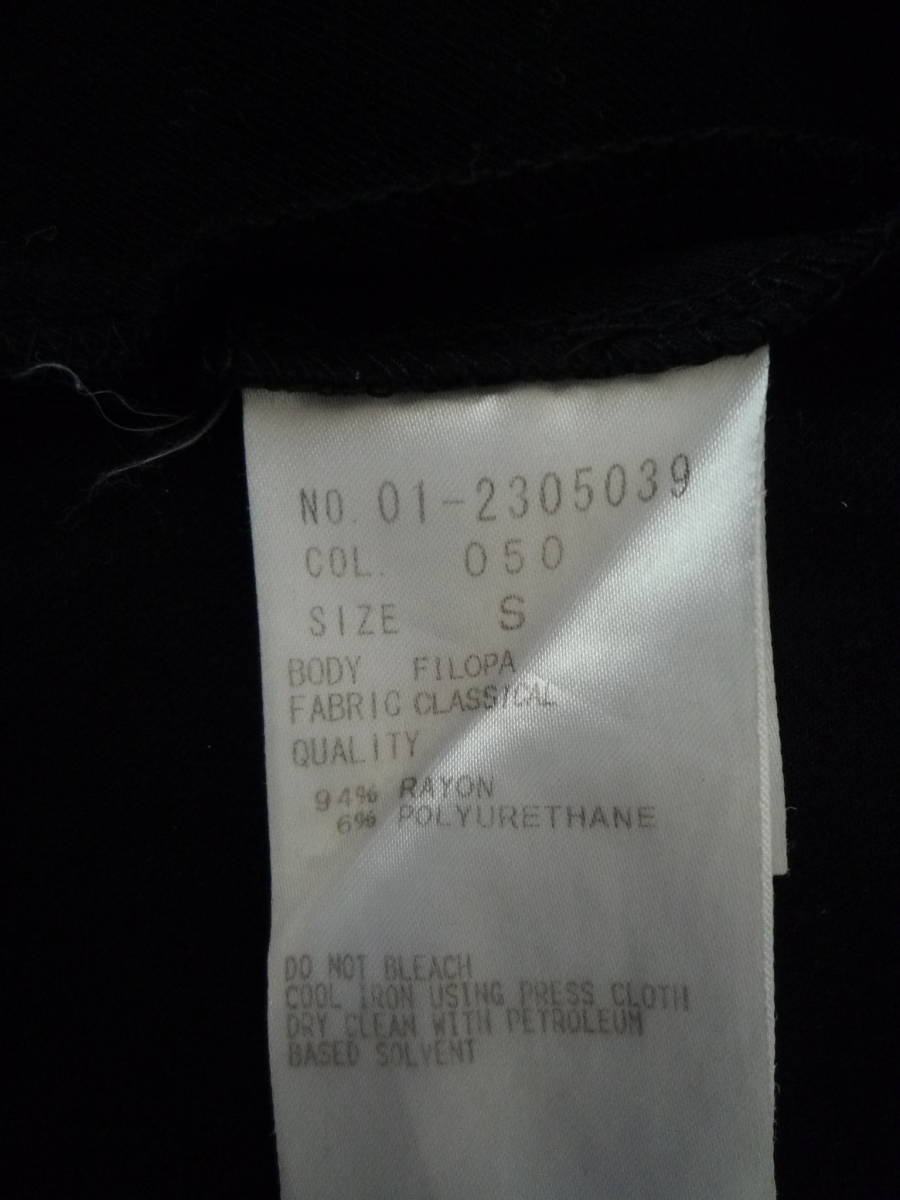 NO. 01-2305039
COL. 050
SIZE S
BODY FILOPA
FABRIC CLASSICAL
QUALITY
94% RAYON
6% POLYURETHANE
DO NOT BLEACH
COOL IRON USING PRESS CLOTH
DRY CLEAN WITH PETROLEUM
BASED SOLVENT